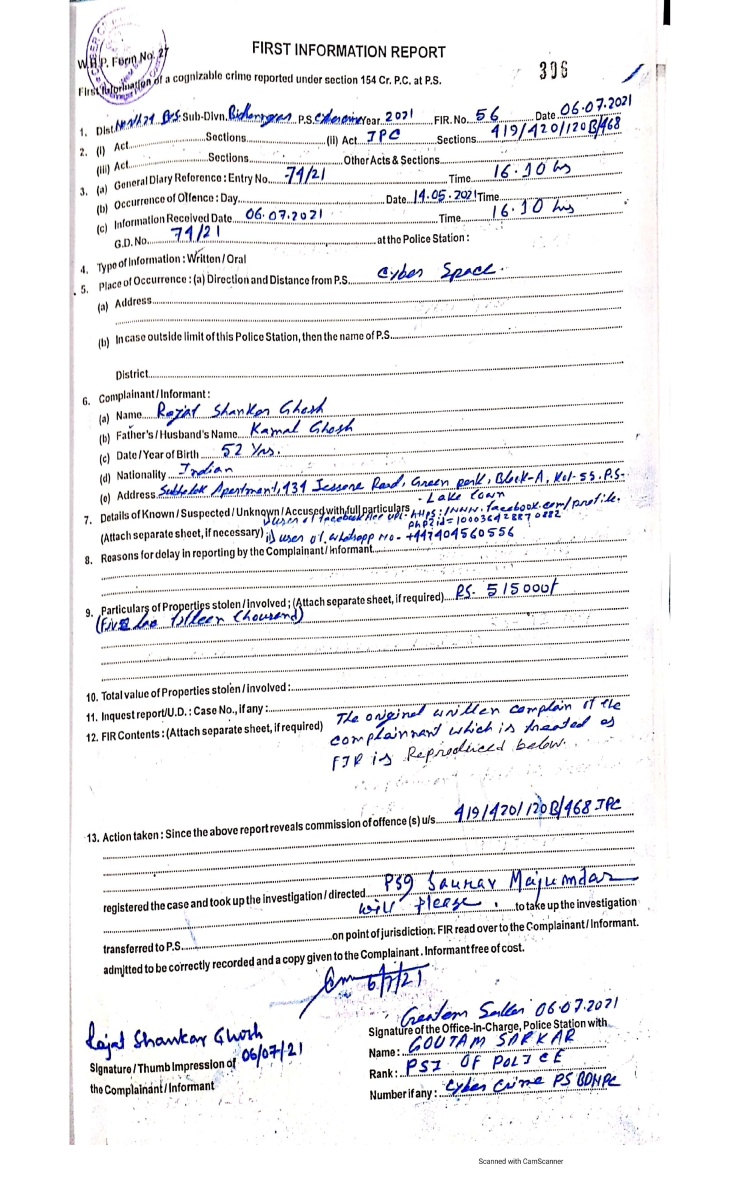 W.B.P. Form No. 27
FIRST INFORMATION REPORT
396
First Information of a cognizable crime reported under section 154 Cr. P.C. at P.S.
1. Dist. North 24 Sub-Divn. Bidhannagar P.S. Cybercrime Year 2021 FIR. No. 56 Date 06.07.2021
2. (i) Act Sections (ii) Act IPC Sections 419/420/120B/468
(iii) Act Sections Other Acts & Sections
3. (a) General Diary Reference : Entry No. 74/21 Time 16.10 hrs
(b) Occurrence of Offence : Day Date 14.05.2021 Time
(c) Information Received Date 06.07.2021 Time 16.10 hrs
G.D. No. 74/21 at the Police Station :
4. Type of Information : Written / Oral
5. Place of Occurrence : (a) Direction and Distance from P.S. Cyber Space.
(a) Address
(b) In case outside limit of this Police Station, then the name of P.S.
District
6. Complainant / Informant :
(a) Name Rajat Shankar Ghosh
(b) Father's / Husband's Name Kamal Ghosh
(c) Date / Year of Birth 52 Yrs.
(d) Nationality Indian
(e) Address Apartment, 131 Jessore Road, Green park, Block-A, Kol-55. P.S.-
- Lake Town
7. Details of Known / Suspected / Unknown / Accused with full particulars i) user of facebook Acc URL- https://www.facebook.com/profile.
php?id=100036428870882
(Attach separate sheet, if necessary) ii) user of whatsapp no - +447404560556
8. Reasons for delay in reporting by the Complainant / Informant
9. Particulars of Properties stolen / Involved ; (Attach separate sheet, if required) RS. 515000/
(Five lac fifteen thousand)
10. Total value of Properties stolen / involved :
11. Inquest report / U.D. : Case No., if any :
12. FIR Contents : (Attach separate sheet, if required) The original written complain of the
complainnant which is treated as
FIR is Reproduced below.
13. Action taken : Since the above report reveals commission of offence (s) u/s 419/420/120B/468 IPC
registered the case and took up the investigation / directed PSI Saurav Majumdar
will please. to take up the investigation
transferred to P.S. on point of jurisdiction. FIR read over to the Complainant / Informant.
admitted to be correctly recorded and a copy given to the Complainant. Informant free of cost.
6/7/21
Goutam Sarkar 06.07.2021
Rajat Shankar Ghosh
06/07/21
Signature of the Office-in-Charge, Police Station with
Name : GOUTAM SARKAR
Signature / Thumb Impression of
the Complainant / Informant
Rank : PSI OF POLICE
Number if any : Cyber Crime PS BDNPC
Scanned with CamScanner